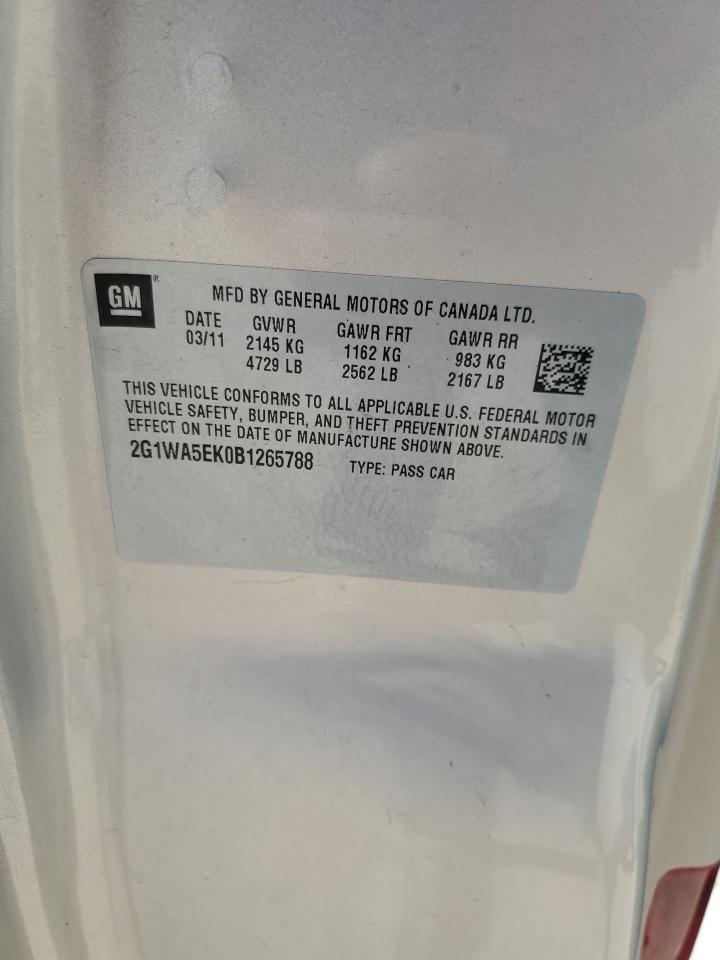 GM ®
MFD BY GENERAL MOTORS OF CANADA LTD.
DATE GVWR GAWR FRT GAWR RR
03/11 2145 KG 1162 KG 983 KG
4729 LB 2562 LB 2167 LB
THIS VEHICLE CONFORMS TO ALL APPLICABLE U.S. FEDERAL MOTOR
VEHICLE SAFETY, BUMPER, AND THEFT PREVENTION STANDARDS IN
EFFECT ON THE DATE OF MANUFACTURE SHOWN ABOVE.
2G1WA5EK0B1265788 TYPE: PASS CAR